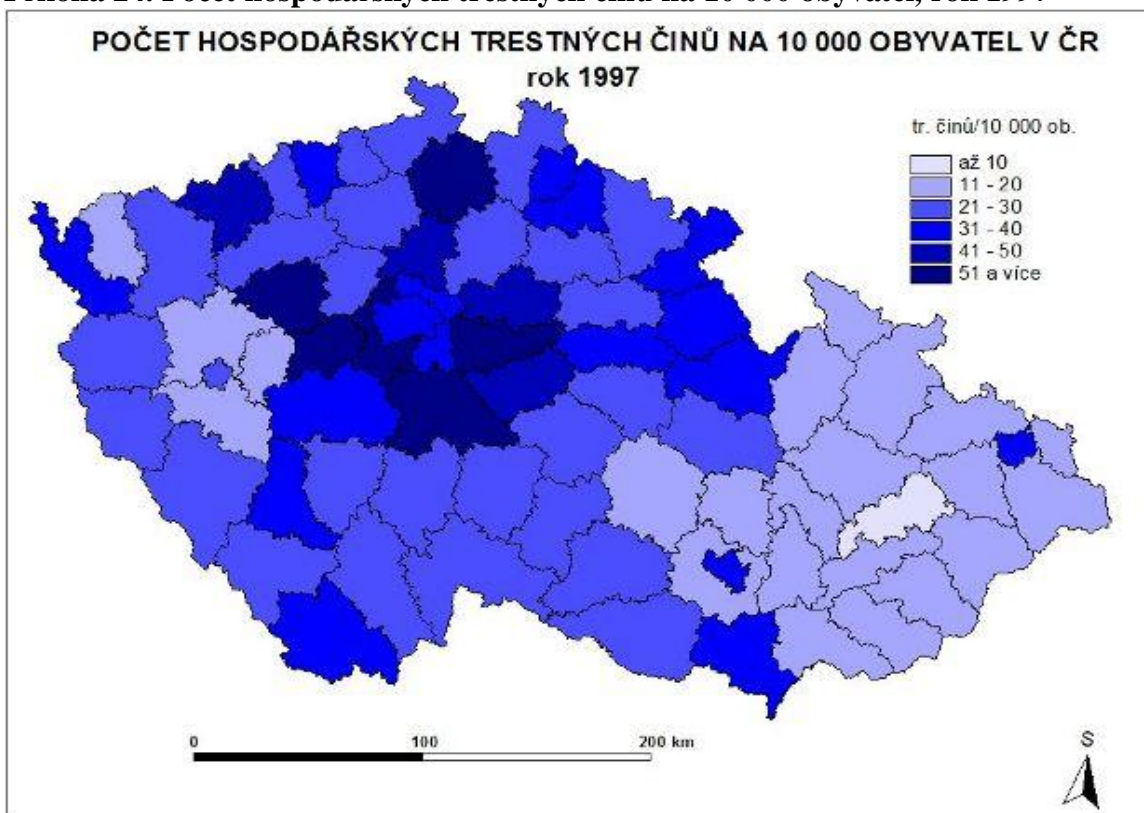 POČET HOSPODÁŘSKÝCH TRESTNÝCH ČINŮ NA 10 000 OBYVATEL V ČR
rok 1997
tr. činů/10 000 ob.
až 10
11 - 20
21 - 30
31 - 40
41 - 50
51 a více
0 100 200 km
S